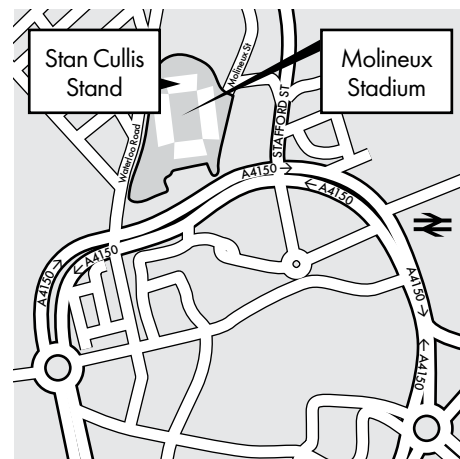 Stan Cullis
Stand
Molineux
Stadium
Molineux St
STAFFORD ST
Waterloo Road
A4150 →
← A4150
A4150 →
← A4150
A4150 →
← A4150